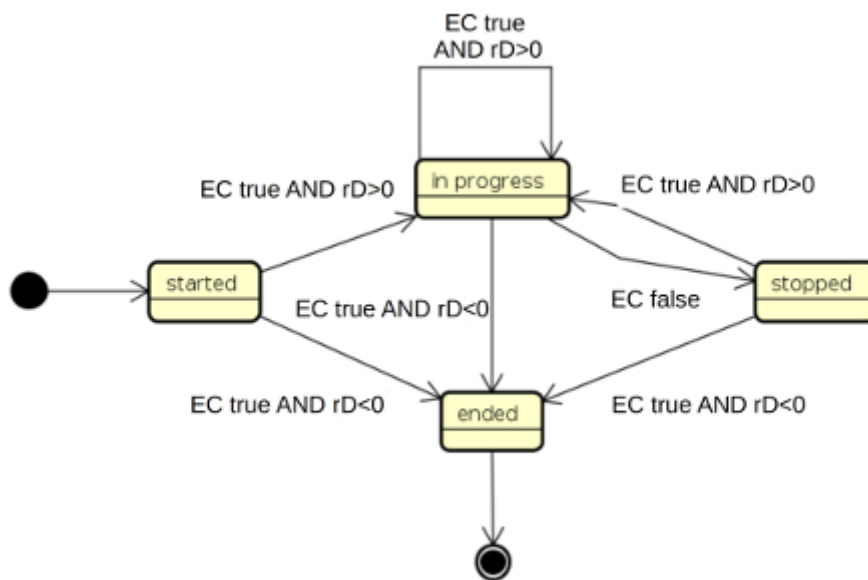 EC true
AND rD>0
in progress
EC true AND rD>0
EC true AND rD>0
started
stopped
EC true AND rD<0
EC false
EC true AND rD<0
ended
EC true AND rD<0